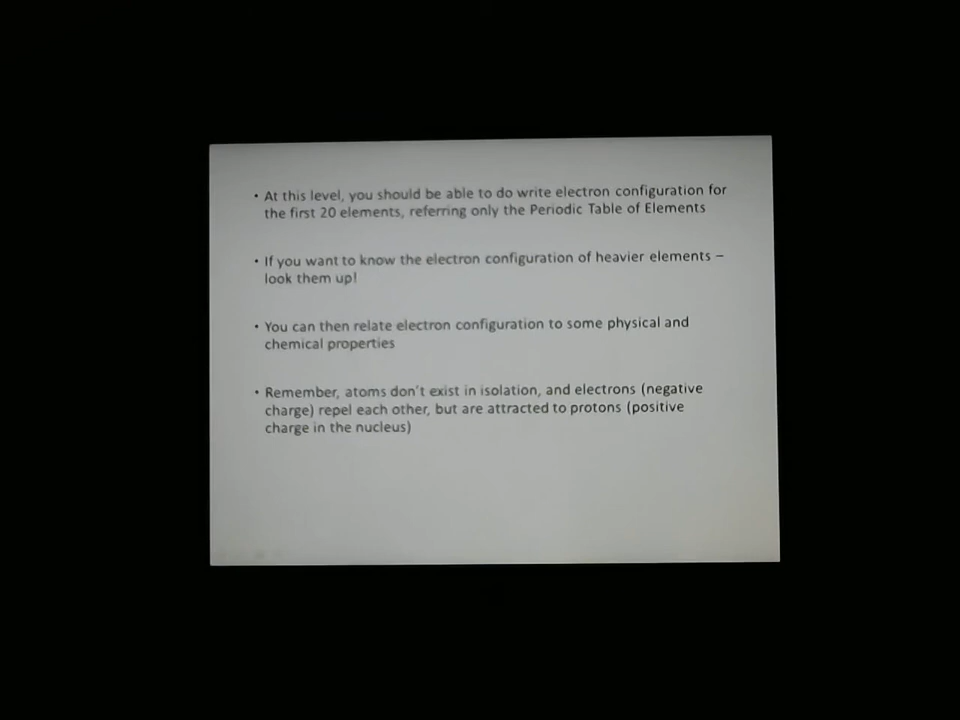 • At this level, you should be able to do write electron configuration for
the first 20 elements, referring only the Periodic Table of Elements
• If you want to know the electron configuration of heavier elements –
look them up!
• You can then relate electron configuration to some physical and
chemical properties
• Remember, atoms don't exist in isolation, and electrons (negative
charge) repel each other, but are attracted to protons (positive
charge in the nucleus)